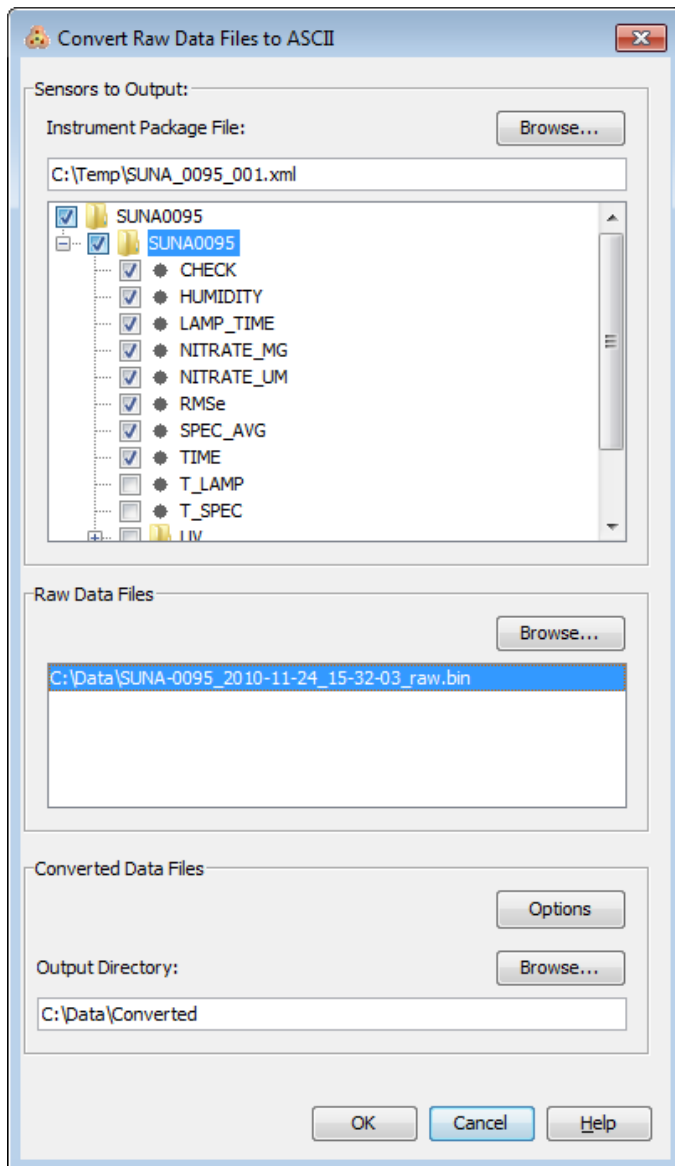 Convert Raw Data Files to ASCII
Sensors to Output:
Instrument Package File:
Browse...
C:\Temp\SUNA_0095_001.xml
SUNA0095
SUNA0095
CHECK
HUMIDITY
LAMP_TIME
NITRATE_MG
NITRATE_UM
RMSe
SPEC_AVG
TIME
T_LAMP
T_SPEC
UV
Raw Data Files
Browse...
C:\Data\SUNA-0095_2010-11-24_15-32-03_raw.bin
Converted Data Files
Options
Output Directory:
Browse...
C:\Data\Converted
OK
Cancel
Help